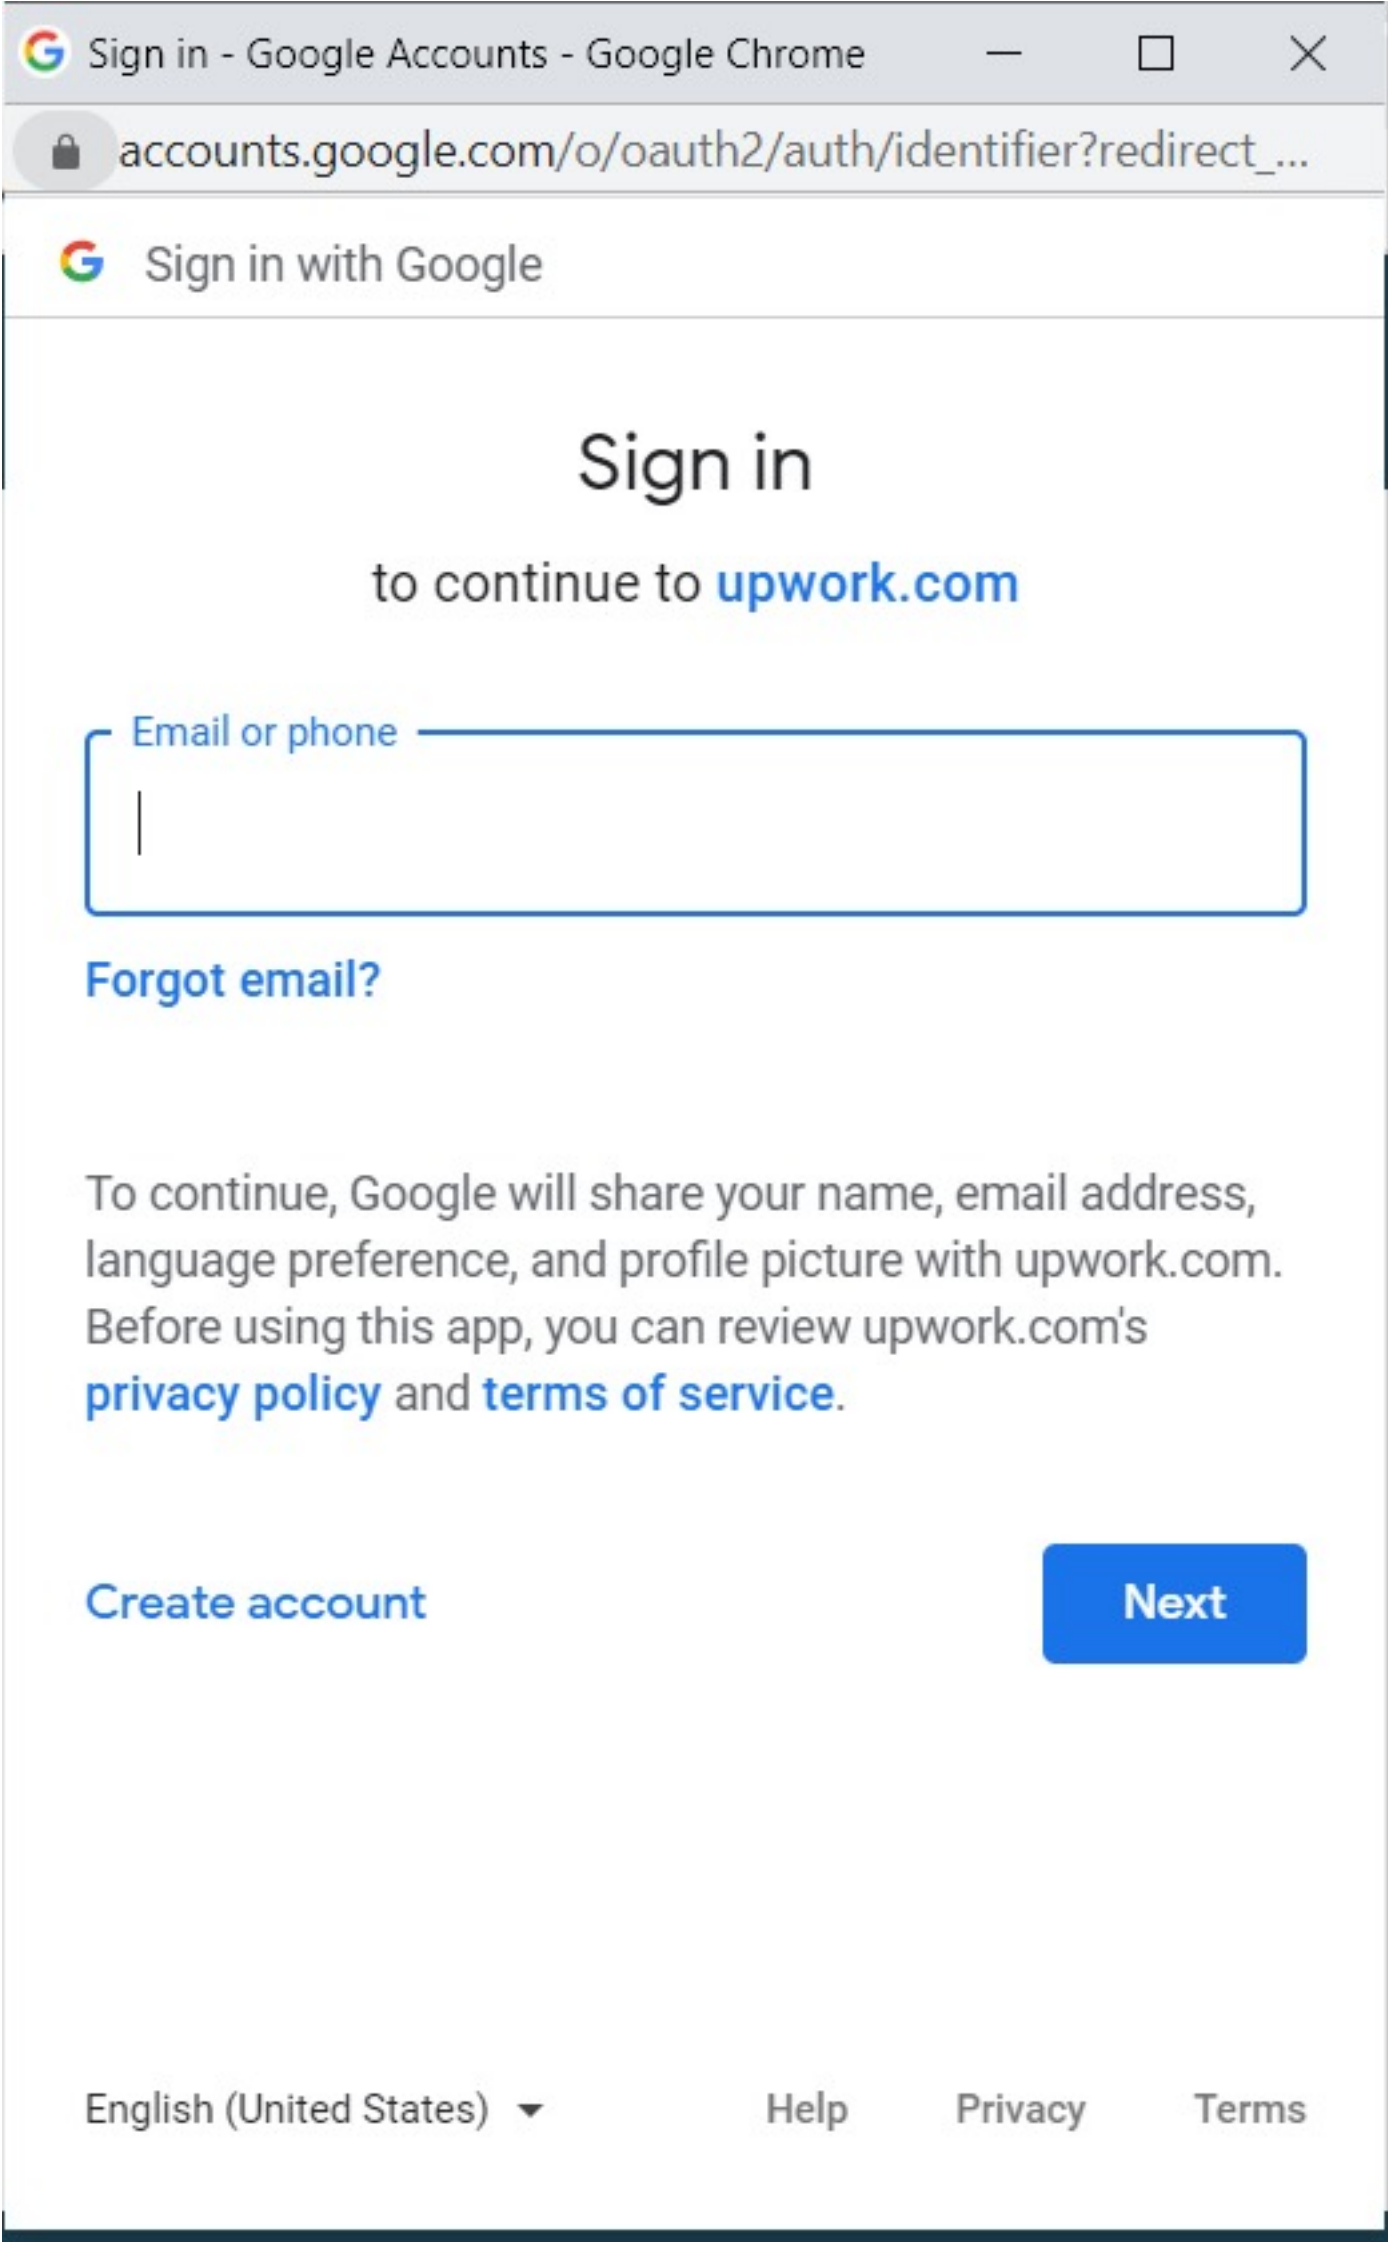 Sign in - Google Accounts - Google Chrome
accounts.google.com/o/oauth2/auth/identifier?redirect_...
Sign in with Google
Sign in
to continue to upwork.com
Email or phone
Forgot email?
To continue, Google will share your name, email address,
language preference, and profile picture with upwork.com.
Before using this app, you can review upwork.com's
privacy policy and terms of service.
Create account
Next
English (United States)
Help
Privacy
Terms